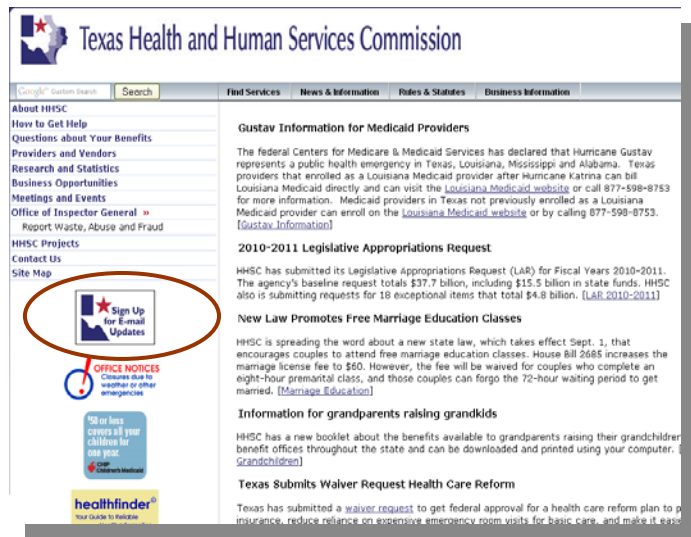 Texas Health and Human Services Commission
Google™ Custom Search
Search
Find Services
News & Information
Rules & Statutes
Business Information
About HHSC
How to Get Help
Questions about Your Benefits
Providers and Vendors
Research and Statistics
Business Opportunities
Meetings and Events
Office of Inspector General »
Report Waste, Abuse and Fraud
HHSC Projects
Contact Us
Site Map
Sign Up
for E-mail
Updates
OFFICE NOTICES
Closures due to
weather or other
emergencies
$50 or less
covers all your
children for
one year.
CHIP
Children's Medicaid
healthfinder®
Your Guide to Reliable
Gustav Information for Medicaid Providers
The federal Centers for Medicare & Medicaid Services has declared that Hurricane Gustav
represents a public health emergency in Texas, Louisiana, Mississippi and Alabama. Texas
providers that enrolled as a Louisiana Medicaid provider after Hurricane Katrina can bill
Louisiana Medicaid directly and can visit the Louisiana Medicaid website or call 877-598-8753
for more information. Medicaid providers in Texas not previously enrolled as a Louisiana
Medicaid provider can enroll on the Louisiana Medicaid website or by calling 877-598-8753.
[Gustav Information]
2010-2011 Legislative Appropriations Request
HHSC has submitted its Legislative Appropriations Request (LAR) for Fiscal Years 2010-2011.
The agency's baseline request totals $37.7 billion, including $15.5 billion in state funds. HHSC
also is submitting requests for 18 exceptional items that total $4.8 billion. [LAR 2010-2011]
New Law Promotes Free Marriage Education Classes
HHSC is spreading the word about a new state law, which takes effect Sept. 1, that
encourages couples to attend free marriage education classes. House Bill 2685 increases the
marriage license fee to $60. However, the fee will be waived for couples who complete an
eight-hour premarital class, and those couples can forgo the 72-hour waiting period to get
married. [Marriage Education]
Information for grandparents raising grandkids
HHSC has a new booklet about the benefits available to grandparents raising their grandchildren
benefit offices throughout the state and can be downloaded and printed using your computer. [
Grandchildren]
Texas Submits Waiver Request Health Care
Reform
Texas has submitted a waiver request to get federal approval for a health care reform plan to p
insurance, reduce reliance on expensive emergency room visits for basic care, and make it easi